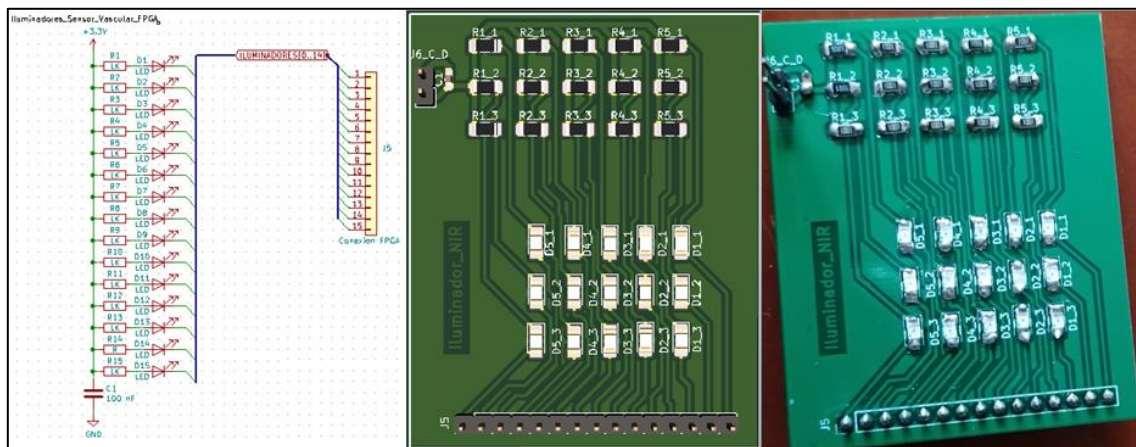 Iluminadores_Sensor_Vascular_FPGA
+3.3V
ILUMINADORES[0..14]
R1
1K
D1
LED
R2
1K
D2
LED
R3
1K
D3
LED
R4
1K
D4
LED
R5
1K
D5
LED
R6
1K
D6
LED
R7
1K
D7
LED
R8
1K
D8
LED
R9
1K
D9
LED
R10
1K
D10
LED
R11
1K
D11
LED
R12
1K
D12
LED
R13
1K
D13
LED
R14
R
D14
LED
R15
1K
D15
LED
C1
100 nF
GND
1
2
3
4
5
6
7
8
9
10
11
12
13
14
15
J5
Conexion FPGA
R1_1 R2_1 R3_1 R4_1 R5_1
J6_C_D
C1
R1_2 R2_2 R3_2 R4_2 R5_2
R1_3 R2_3 R3_3 R4_3 R5_3
Iluminador_NIR
D5_1 D4_1 D3_1 D2_1 D1_1
D5_2 D4_2 D3_2 D2_2 D1_2
D5_3 D4_3 D3_3 D2_3 D1_3
J5
R1_1 R2_1 R3_1 R4_1 R5_1
J6_C_D
R1_2 R2_2 R3_2 R4_2 R5_2
R1_3 R2_3 R3_3 R4_3 R5_3
Iluminador_NIR
D5_1 D4_1 D3_1 D2_1 D1_1
D5_2 D4_2 D3_2 D2_2 D1_2
D5_3 D4_3 D3_3 D2_3 D1_3
J5